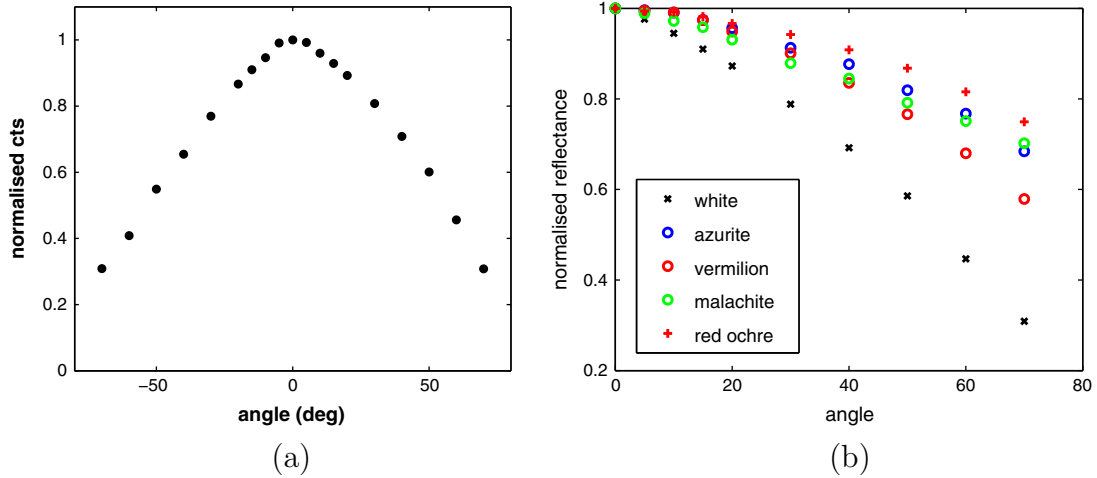 1
0.8
0.6
0.4
0.2
0
−50
0
50
normalised cts
angle (deg)
(a)
1
0.8
0.6
0.4
0.2
0
20
40
60
80
normalised reflectance
angle
white
azurite
vermilion
malachite
red ochre
(b)